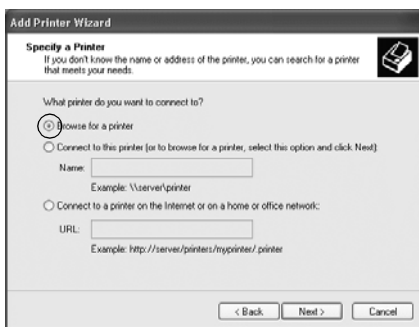 Add Printer Wizard
Specify a Printer
If you don't know the name or address of the printer, you can search for a printer
that meets your needs.
What printer do you want to connect to?
Browse for a printer
Connect to this printer (or to browse for a printer, select this option and click Next):
Name:
Example: \\server\printer
Connect to a printer on the Internet or on a home or office network:
URL:
Example: http://server/printers/myprinter/.printer
< Back
Next >
Cancel